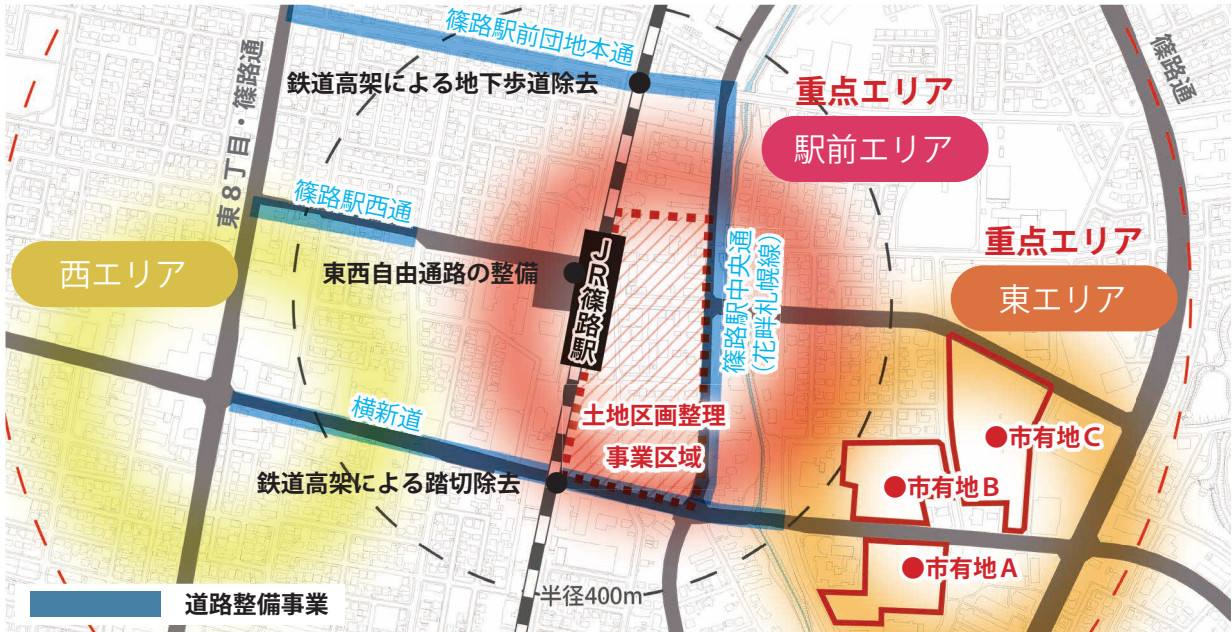 篠路駅前団地本通
鉄道高架による地下歩道除去
重点エリア
駅前エリア
篠路通
東8丁目・篠路通
篠路駅西通
西エリア
東西自由通路の整備
JR篠路駅
篠路駅中央通
(花畔札幌線)
重点エリア
東エリア
横新道
土地区画整理
事業区域
市有地C
市有地B
市有地A
鉄道高架による踏切除去
半径400m
道路整備事業